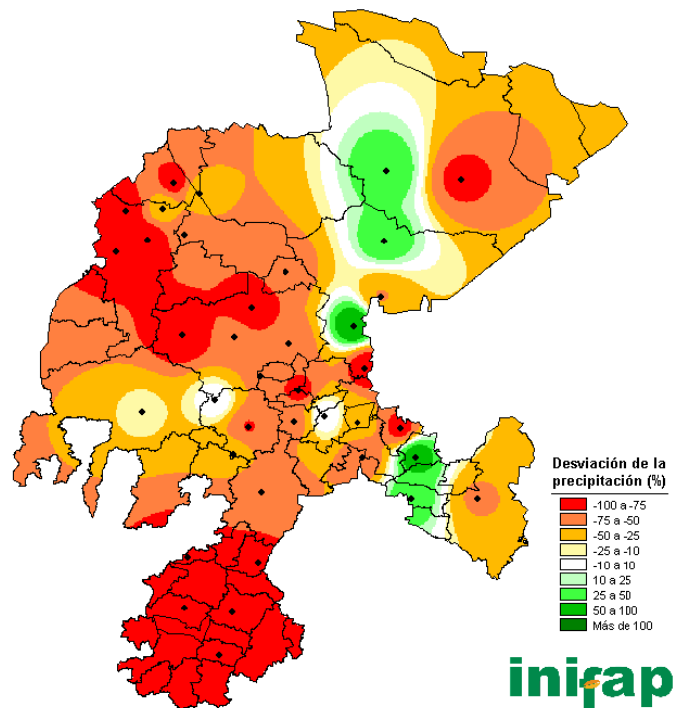 Desviación de la
precipitación (%)
-100 a -75
-75 a -50
-50 a -25
-25 a -10
-10 a 10
10 a 25
25 a 50
50 a 100
Más de 100
inifap